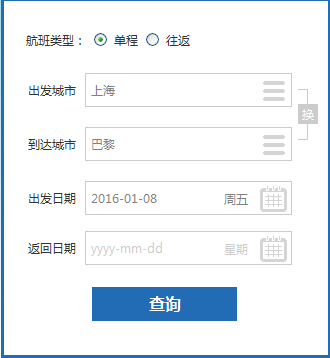 航班类型： 单程 往返
出发城市 上海
换
到达城市 巴黎
出发日期 2016-01-08 周五
返回日期 yyyy-mm-dd 星期
查询